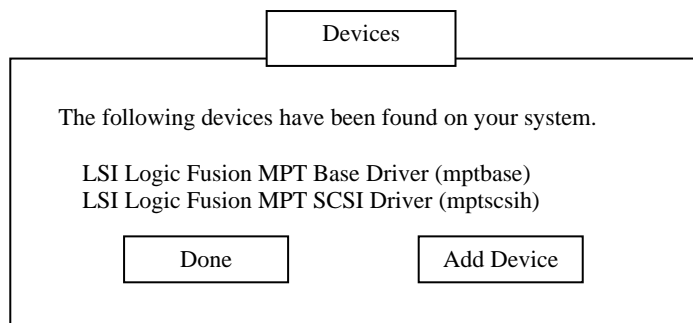 Devices
The following devices have been found on your system.
LSI Logic Fusion MPT Base Driver (mptbase)
LSI Logic Fusion MPT SCSI Driver (mptscsih)
Done
Add Device